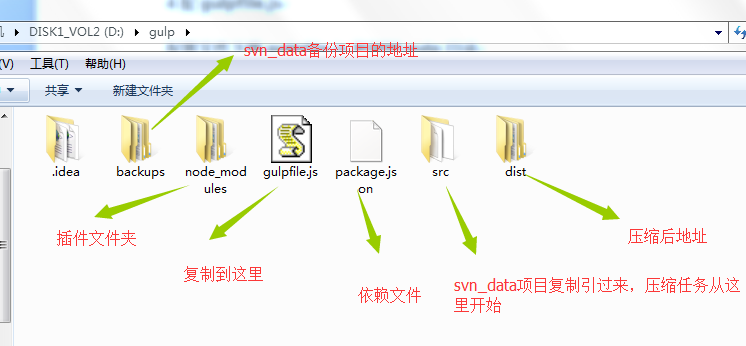 DISK1_VOL2 (D:) gulp
svn_data备份项目的地址
工具(T) 帮助(H)
共享 新建文件夹
.idea backups node_modules gulpfile.js package.json src dist
插件文件夹
复制到这里
依赖文件
svn_data项目复制引过来，压缩任务从这
里开始
压缩后地址